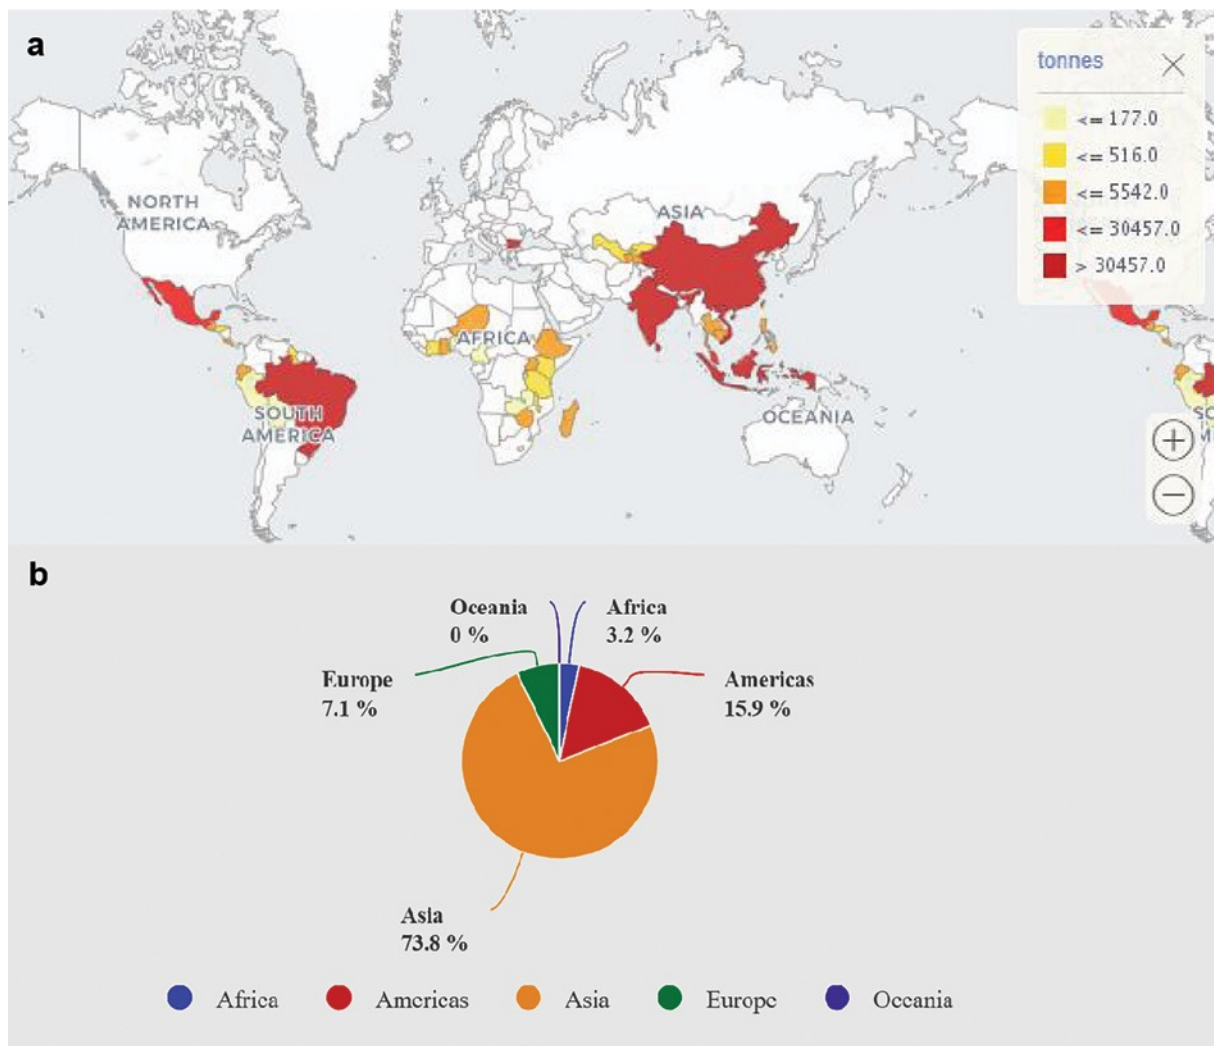 a
tonnes
<= 177.0
<= 516.0
<= 5542.0
<= 30457.0
> 30457.0
NORTH
AMERICA
ASIA
AFRICA
SOUTH
AMERICA
OCEANIA
b
Oceania
0 %
Africa
3.2 %
Europe
7.1 %
Americas
15.9 %
Asia
73.8 %
Africa
Americas
Asia
Europe
Oceania